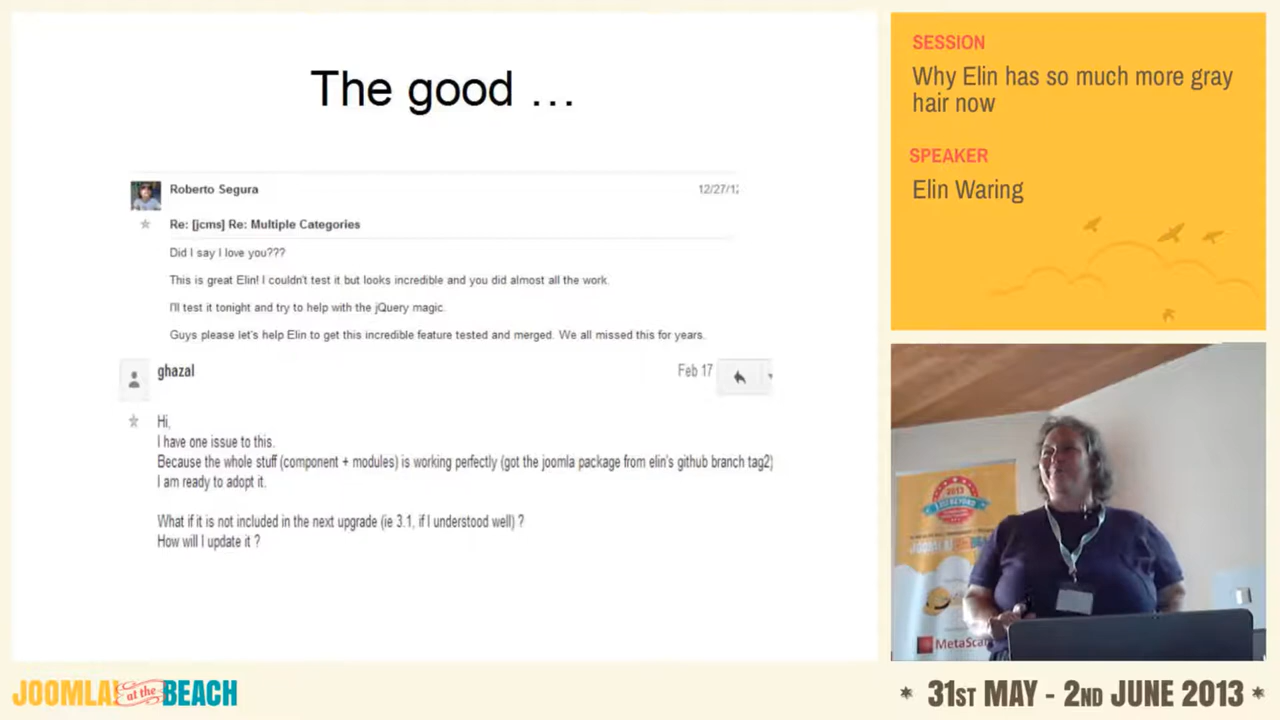 The good ...
Roberto Segura
12/27/12
Re: [jcms] Re: Multiple Categories
Did I say I love you???
This is great Elin! I couldn't test it but looks incredible and you did almost all the work.
I'll test it tonight and try to help with the jQuery magic.
Guys please let's help Elin to get this incredible feature tested and merged. We all missed this for years.
ghazal
Feb 17
Hi,
I have one issue to this.
Because the whole stuff (component + modules) is working perfectly (got the joomla package from elin's github branch tag2)
I am ready to adopt it.
What if it is not included in the next upgrade (ie 3.1, if I understood well) ?
How will I update it ?
SESSION
Why Elin has so much more gray
hair now
SPEAKER
Elin Waring
2013
JOOMLA! at the BEACH
MetaScan
JOOMLA! at the BEACH
* 31ST MAY - 2ND JUNE 2013 *